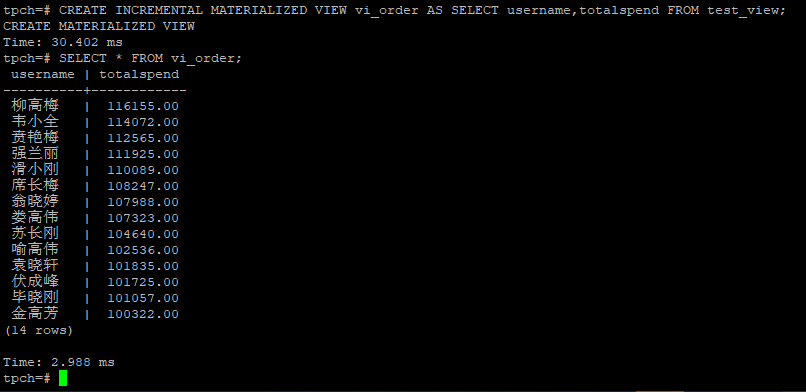 tpch=# CREATE INCREMENTAL MATERIALIZED VIEW vi_order AS SELECT username,totalspend FROM test_view;
CREATE MATERIALIZED VIEW
Time: 30.402 ms
tpch=# SELECT * FROM vi_order;
 username | totalspend
----------+------------
 柳高梅   |  116155.00
 韦小全   |  114072.00
 贲艳梅   |  112565.00
 强兰丽   |  111925.00
 滑小刚   |  110089.00
 席长梅   |  108247.00
 翁晓婷   |  107988.00
 娄高伟   |  107323.00
 苏长刚   |  104640.00
 喻高伟   |  102536.00
 袁晓轩   |  101835.00
 伏成峰   |  101725.00
 毕晓刚   |  101057.00
 金高芳   |  100322.00
(14 rows)

Time: 2.988 ms
tpch=#